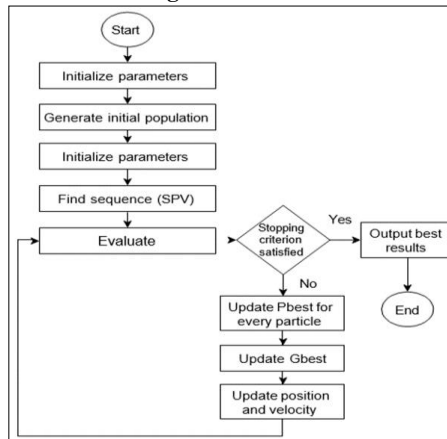 Start
Initialize parameters
Generate initial population
Initialize parameters
Find sequence (SPV)
Evaluate
Stopping
criterion
satisfied
Yes
Output best
results
End
No
Update Pbest for
every particle
Update Gbest
Update position
and velocity